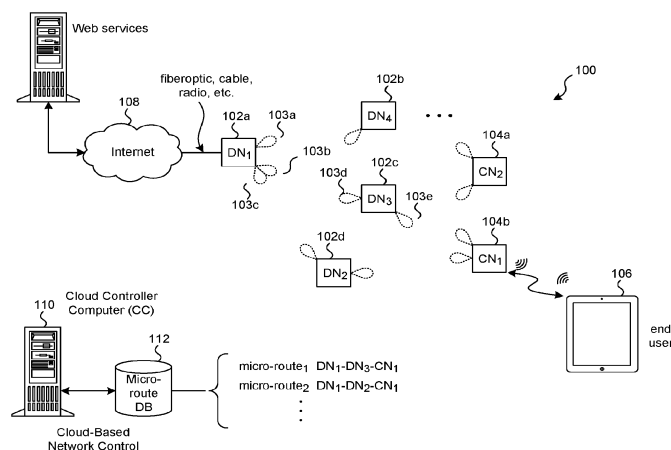 Web services
fiberoptic, cable,
radio, etc.
108
Internet
102a
DN1
103a
103b
103c
102b
DN4
• • •
100
104a
CN2
102c
103d
DN3
103e
104b
CN1
102d
DN2
106
end
user
110
Cloud Controller
Computer (CC)
112
Micro-
route
DB
micro-route1 DN1-DN3-CN1
micro-route2 DN1-DN2-CN1
Cloud-Based
Network Control